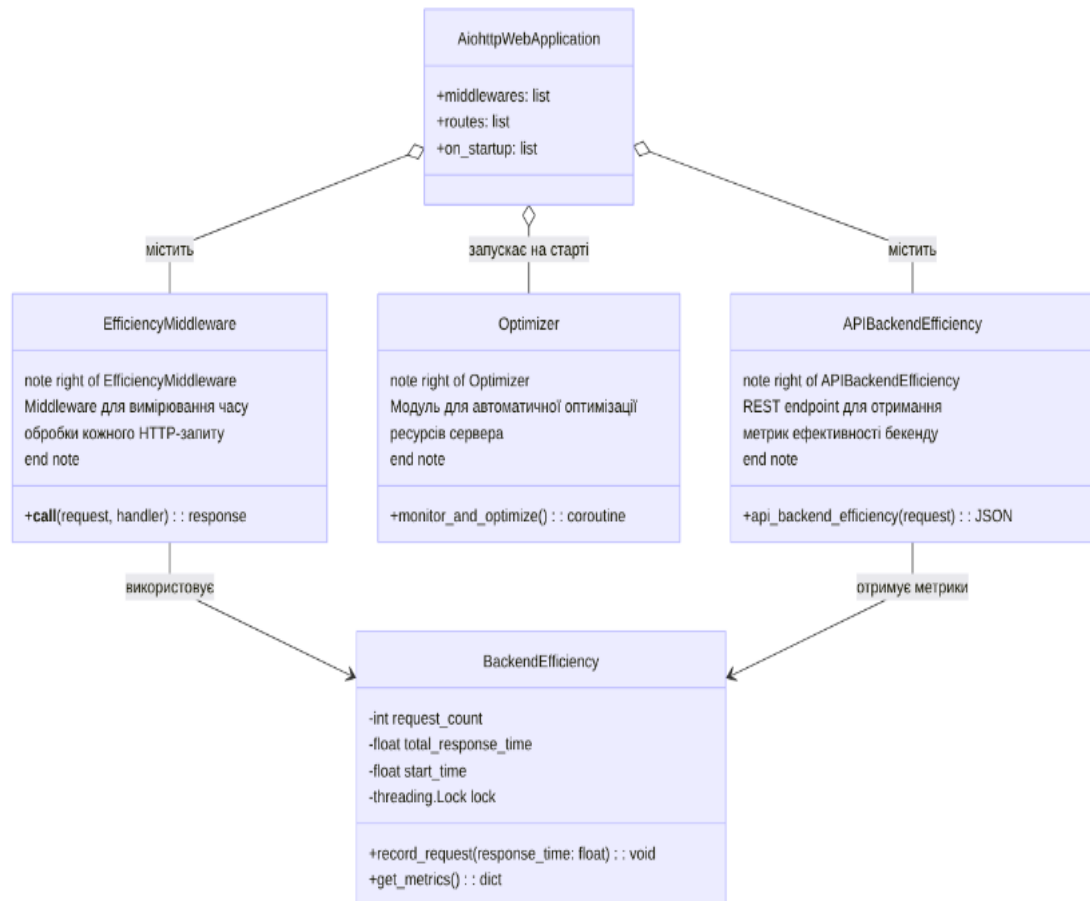 AiohttpWebApplication
+middlewares: list
+routes: list
+on_startup: list
містить
запускає на старті
містить
EfficiencyMiddleware
note right of EfficiencyMiddleware
Middleware для вимірювання часу
обробки кожного HTTP-запиту
end note
+call(request, handler) : : response
Optimizer
note right of Optimizer
Модуль для автоматичної оптимізації
ресурсів сервера
end note
+monitor_and_optimize() : : coroutine
APIBackendEfficiency
note right of APIBackendEfficiency
REST endpoint для отримання
метрик ефективності бекенду
end note
+api_backend_efficiency(request) : : JSON
використовує
отримує метрики
BackendEfficiency
-int request_count
-float total_response_time
-float start_time
-threading.Lock lock
+record_request(response_time: float) : : void
+get_metrics() : : dict